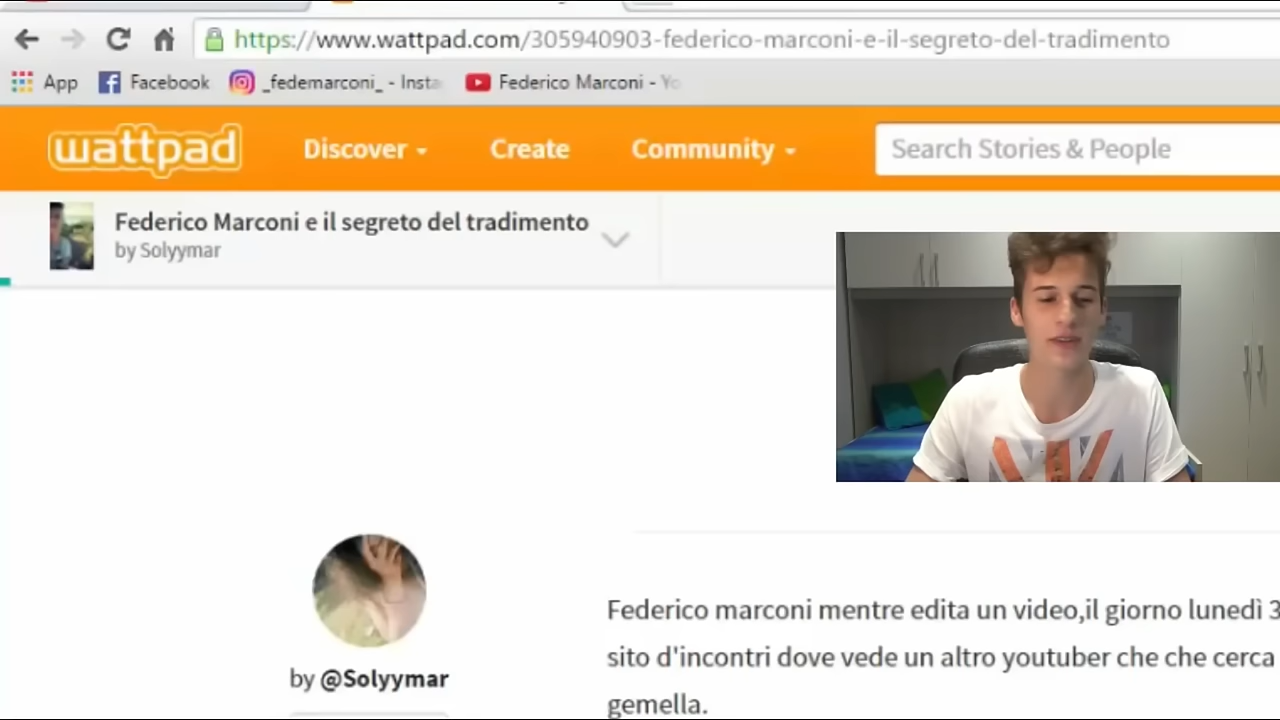 https://www.wattpad.com/305940903-federico-marconi-e-il-segreto-del-tradimento
App Facebook _fedemarconi_ - Insta Federico Marconi - Yo
wattpad Discover Create Community Search Stories & People
Federico Marconi e il segreto del tradimento
by Solyymar
Federico marconi mentre edita un video,il giorno lunedì 3
sito d'incontri dove vede un altro youtuber che che cerca
gemella.
by @Solyymar